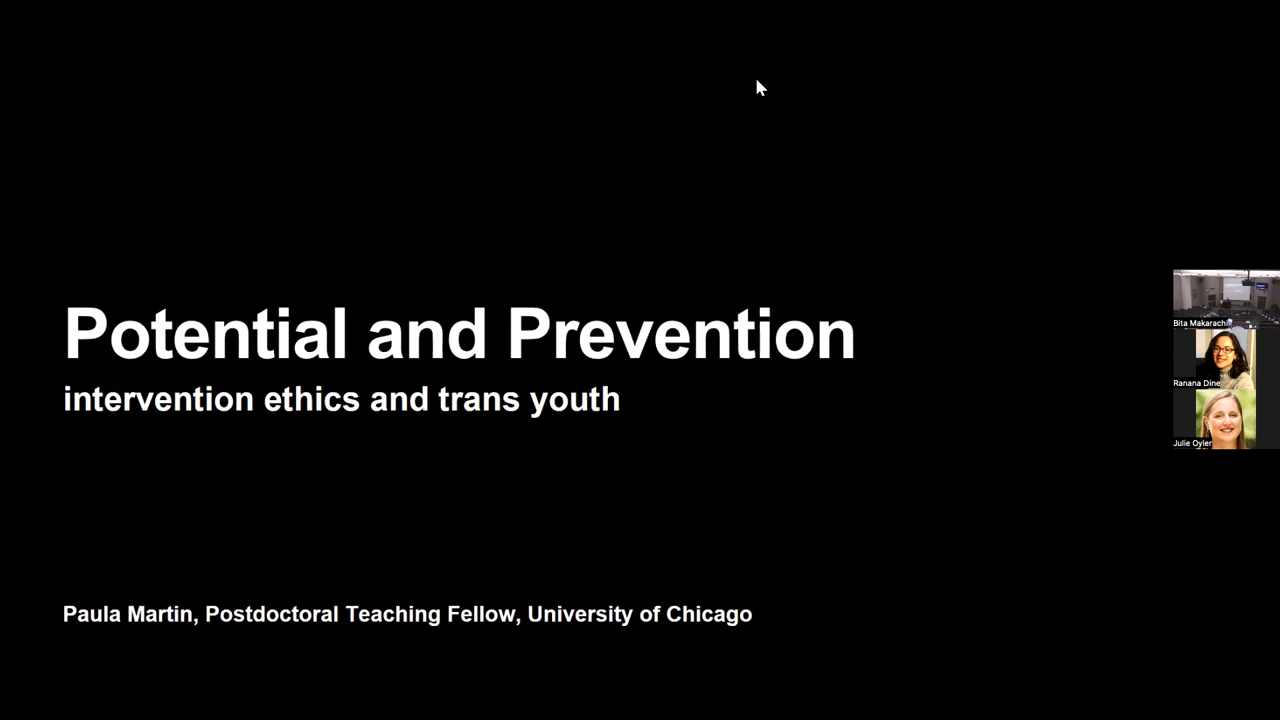 Potential and Prevention
intervention ethics and trans youth
Bita Makarachi
Ranana Dine
Julie Oyler
Paula Martin, Postdoctoral Teaching Fellow, University of Chicago